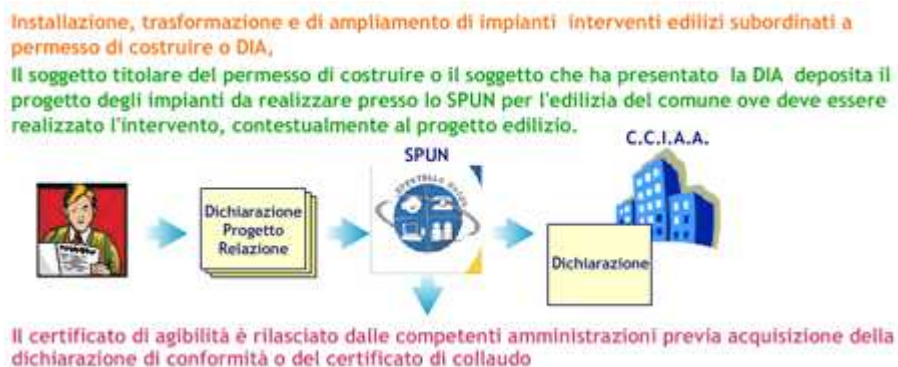 Installazione, trasformazione e di ampliamento di impianti interventi edilizi subordinati a
permesso di costruire o DIA,
Il soggetto titolare del permesso di costruire o il soggetto che ha presentato la DIA deposita il
progetto degli impianti da realizzare presso lo SPUN per l'edilizia del comune ove deve essere
realizzato l'intervento, contestualmente al progetto edilizio.
C.C.I.A.A.
SPUN
SPORTELLO
Dichiarazione
Progetto
Relazione
Dichiarazione
Il certificato di agibilità è rilasciato dalle competenti amministrazioni previa acquisizione della
dichiarazione di conformità o del certificato di collaudo